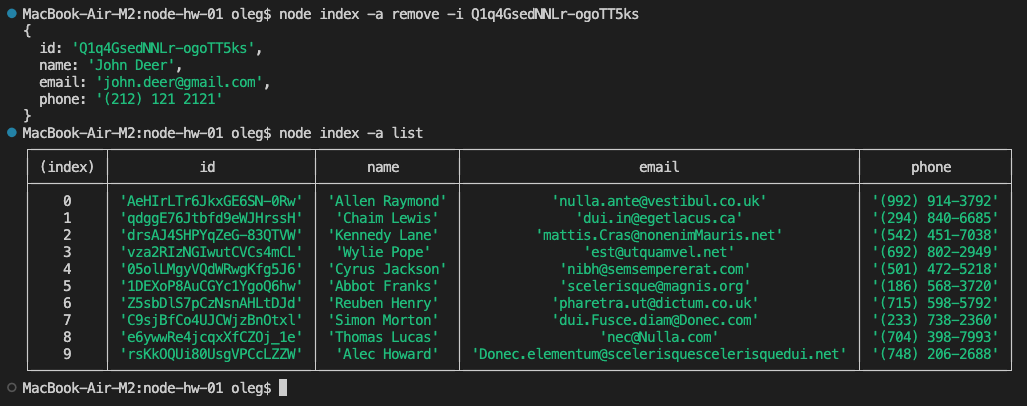 MacBook-Air-M2:node-hw-01 oleg$ node index -a remove -i Q1q4GsedNNLr-ogoTT5ks
{
id: 'Q1q4GsedNNLr-ogoTT5ks',
name: 'John Deer',
email: 'john.deer@gmail.com',
phone: '(212) 121 2121'
}
MacBook-Air-M2:node-hw-01 oleg$ node index -a list
(index) id name email phone
0 'AeHIrLTr6JkxGE6SN-0Rw' 'Allen Raymond' 'nulla.ante@vestibul.co.uk' '(992) 914-3792'
1 'qdggE76Jtbfd9eWJHrssH' 'Chaim Lewis' 'dui.in@egetlacus.ca' '(294) 840-6685'
2 'drsAJ4SHPYqZeG-83QTVW' 'Kennedy Lane' 'mattis.Cras@nonenimMauris.net' '(542) 451-7038'
3 'vza2RIzNGIwutCVCs4mCL' 'Wylie Pope' 'est@utquamvel.net' '(692) 802-2949'
4 '05olLMgyVQdWRwgKfg5J6' 'Cyrus Jackson' 'nibh@semsempererat.com' '(501) 472-5218'
5 '1DEXoP8AuCGYc1YgoQ6hw' 'Abbot Franks' 'scelerisque@magnis.org' '(186) 568-3720'
6 'Z5sbDlS7pCzNsnAHLtDJd' 'Reuben Henry' 'pharetra.ut@dictum.co.uk' '(715) 598-5792'
7 'C9sjBfCo4UJCWjzBnOtxl' 'Simon Morton' 'dui.Fusce.diam@Donec.com' '(233) 738-2360'
8 'e6ywwRe4jcqxXfCZOj_1e' 'Thomas Lucas' 'nec@Nulla.com' '(704) 398-7993'
9 'rsKkOQUi80UsgVPCcLZZW' 'Alec Howard' 'Donec.elementum@scelerisquescelerisquedui.net' '(748) 206-2688'
MacBook-Air-M2:node-hw-01 oleg$